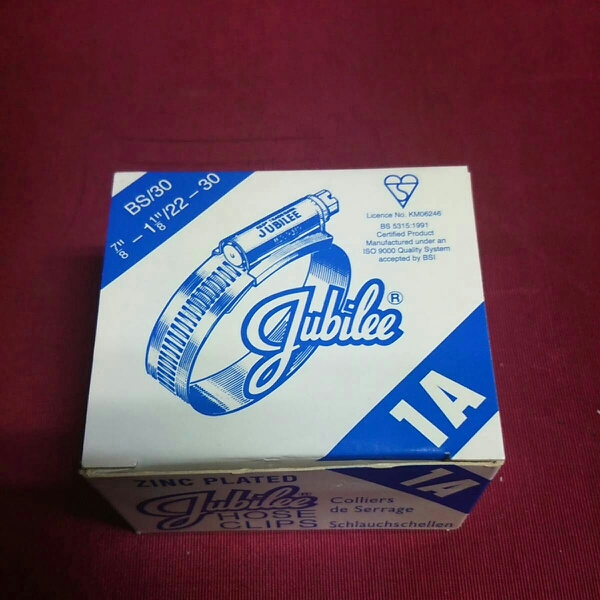 BS/30
7/8" - 1 1/8"/22 - 30
JUBILEE
Licence No. KM06246
BS 5315:1991
Certified Product
Manufactured under an
ISO 9000 Quality System
accepted by BSI
Jubilee®
1A
ZINC PLATED
1A
Jubilee®
HOSE
CLIPS
Colliers
de Serrage
Schlauchschellen